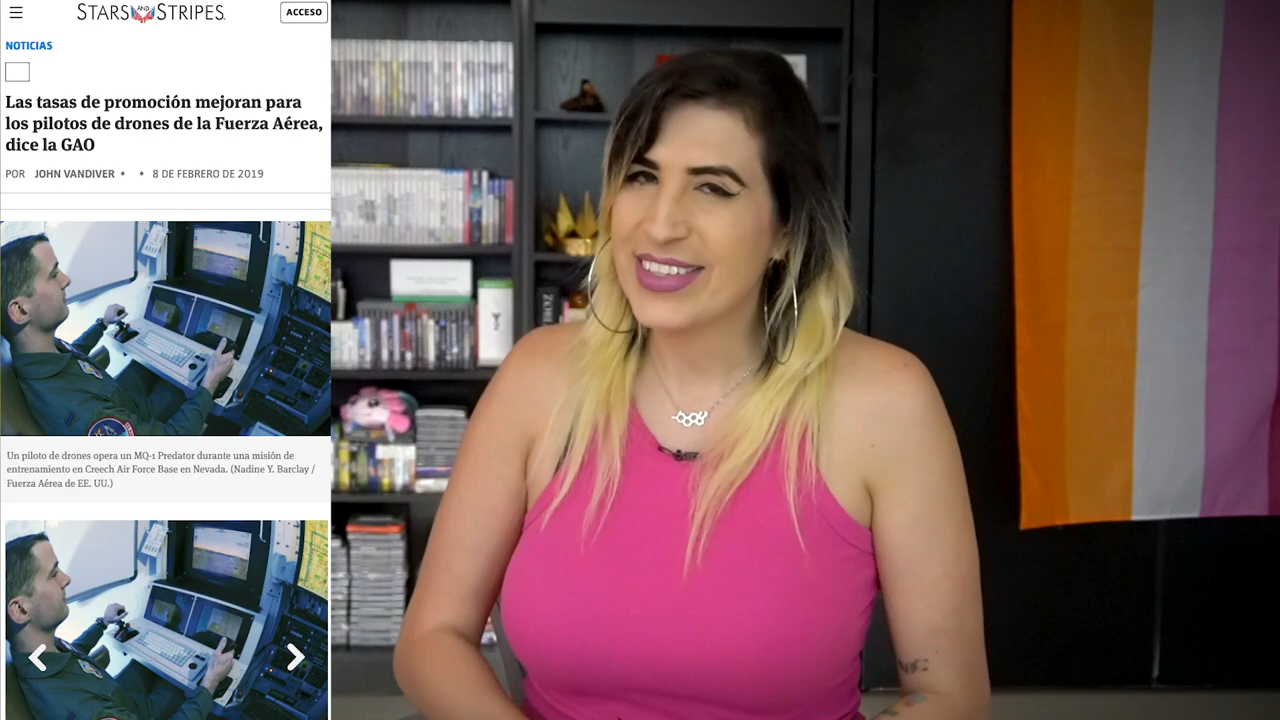 STARS AND STRIPES.
ACCESO
NOTICIAS
Las tasas de promoción mejoran para
los pilotos de drones de la Fuerza Aérea,
dice la GAO
POR JOHN VANDIVER • • 8 DE FEBRERO DE 2019
Un piloto de drones opera un MQ-1 Predator durante una misión de
entrenamiento en Creech Air Force Base en Nevada. (Nadine Y. Barclay /
Fuerza Aérea de EE. UU.)